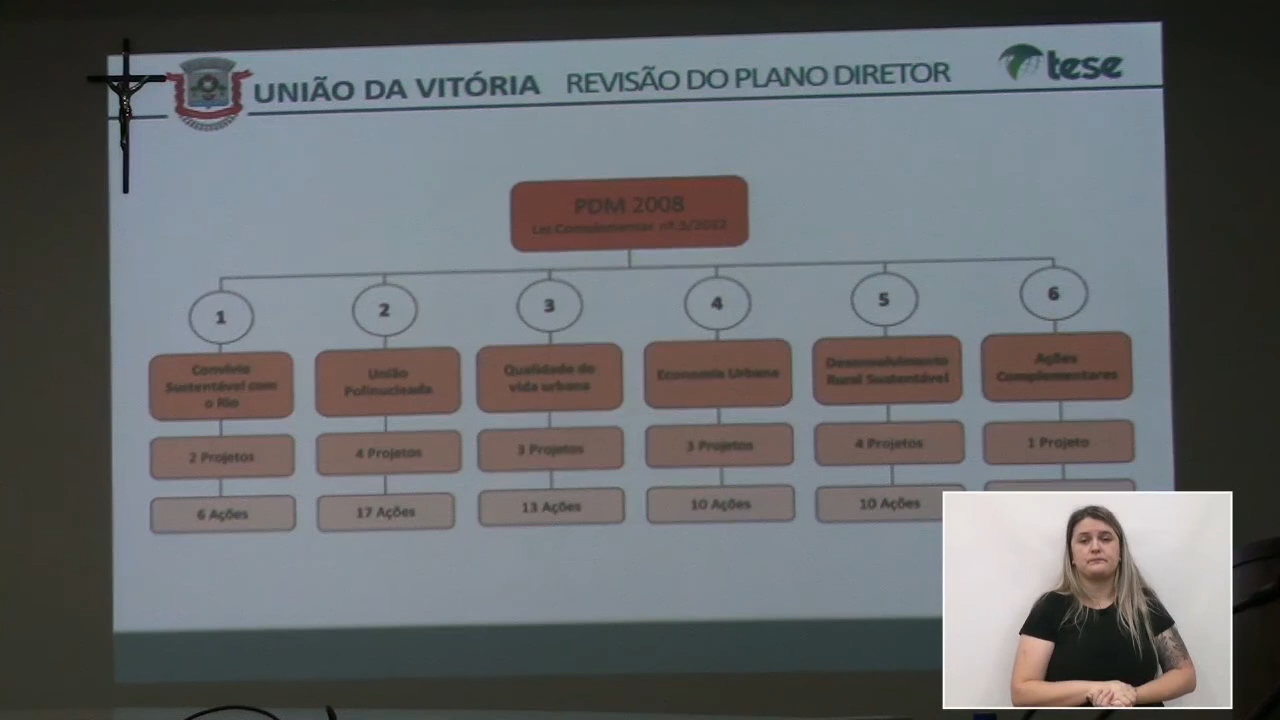 UNIÃO DA VITÓRIA REVISÃO DO PLANO DIRETOR
tese
PDM 2008
Lei Complementar
1
2
3
4
5
6
Convívio
Sustentável com
o Rio
União
Polinucleada
Qualidade de
vida urbana
Economia Urbana
Desenvolvimento
Rural Sustentável
Ações
Complementares
2 Projetos
4 Projetos
3 Projetos
3 Projetos
4 Projetos
1 Projeto
6 Ações
17 Ações
13 Ações
10 Ações
10 Ações